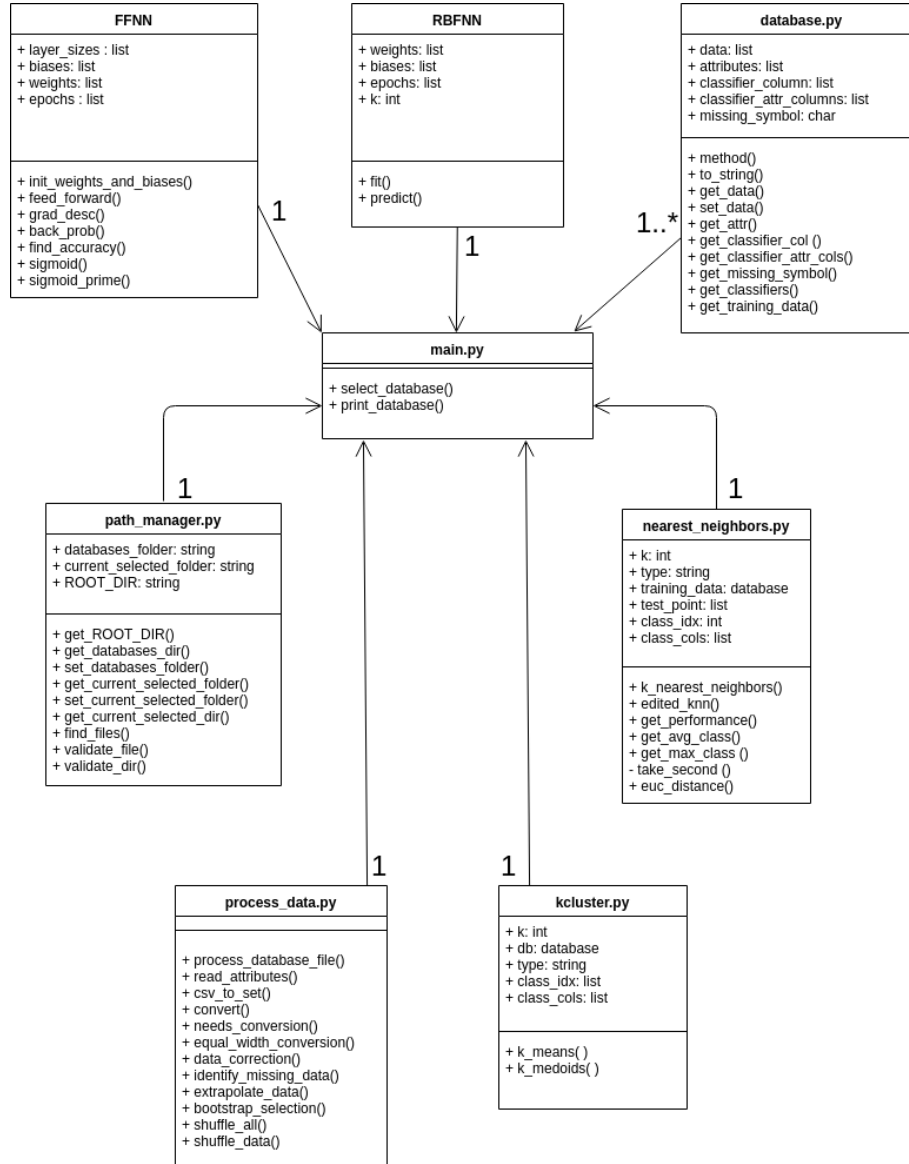 FFNN
+ layer_sizes : list
+ biases: list
+ weights: list
+ epochs : list
+ init_weights_and_biases()
+ feed_forward()
+ grad_desc()
+ back_prob()
+ find_accuracy()
+ sigmoid()
+ sigmoid_prime()
1
RBFNN
+ weights: list
+ biases: list
+ epochs: list
+ k: int
+ fit()
+ predict()
1
database.py
+ data: list
+ attributes: list
+ classifier_column: list
+ classifier_attr_columns: list
+ missing_symbol: char
+ method()
+ to_string()
+ get_data()
+ set_data()
+ get_attr()
+ get_classifier_col ()
+ get_classifier_attr_cols()
+ get_missing_symbol()
+ get_classifiers()
+ get_training_data()
1..*
main.py
+ select_database()
+ print_database()
1
path_manager.py
+ databases_folder: string
+ current_selected_folder: string
+ ROOT_DIR: string
+ get_ROOT_DIR()
+ get_databases_dir()
+ set_databases_folder()
+ get_current_selected_folder()
+ set_current_selected_folder()
+ get_current_selected_dir()
+ find_files()
+ validate_file()
+ validate_dir()
1
nearest_neighbors.py
+ k: int
+ type: string
+ training_data: database
+ test_point: list
+ class_idx: int
+ class_cols: list
+ k_nearest_neighbors()
+ edited_knn()
+ get_performance()
+ get_avg_class()
+ get_max_class ()
- take_second ()
+ euc_distance()
1
process_data.py
+ process_database_file()
+ read_attributes()
+ csv_to_set()
+ convert()
+ needs_conversion()
+ equal_width_conversion()
+ data_correction()
+ identify_missing_data()
+ extrapolate_data()
+ bootstrap_selection()
+ shuffle_all()
+ shuffle_data()
1
kcluster.py
+ k: int
+ db: database
+ type: string
+ class_idx: list
+ class_cols: list
+ k_means( )
+ k_medoids( )